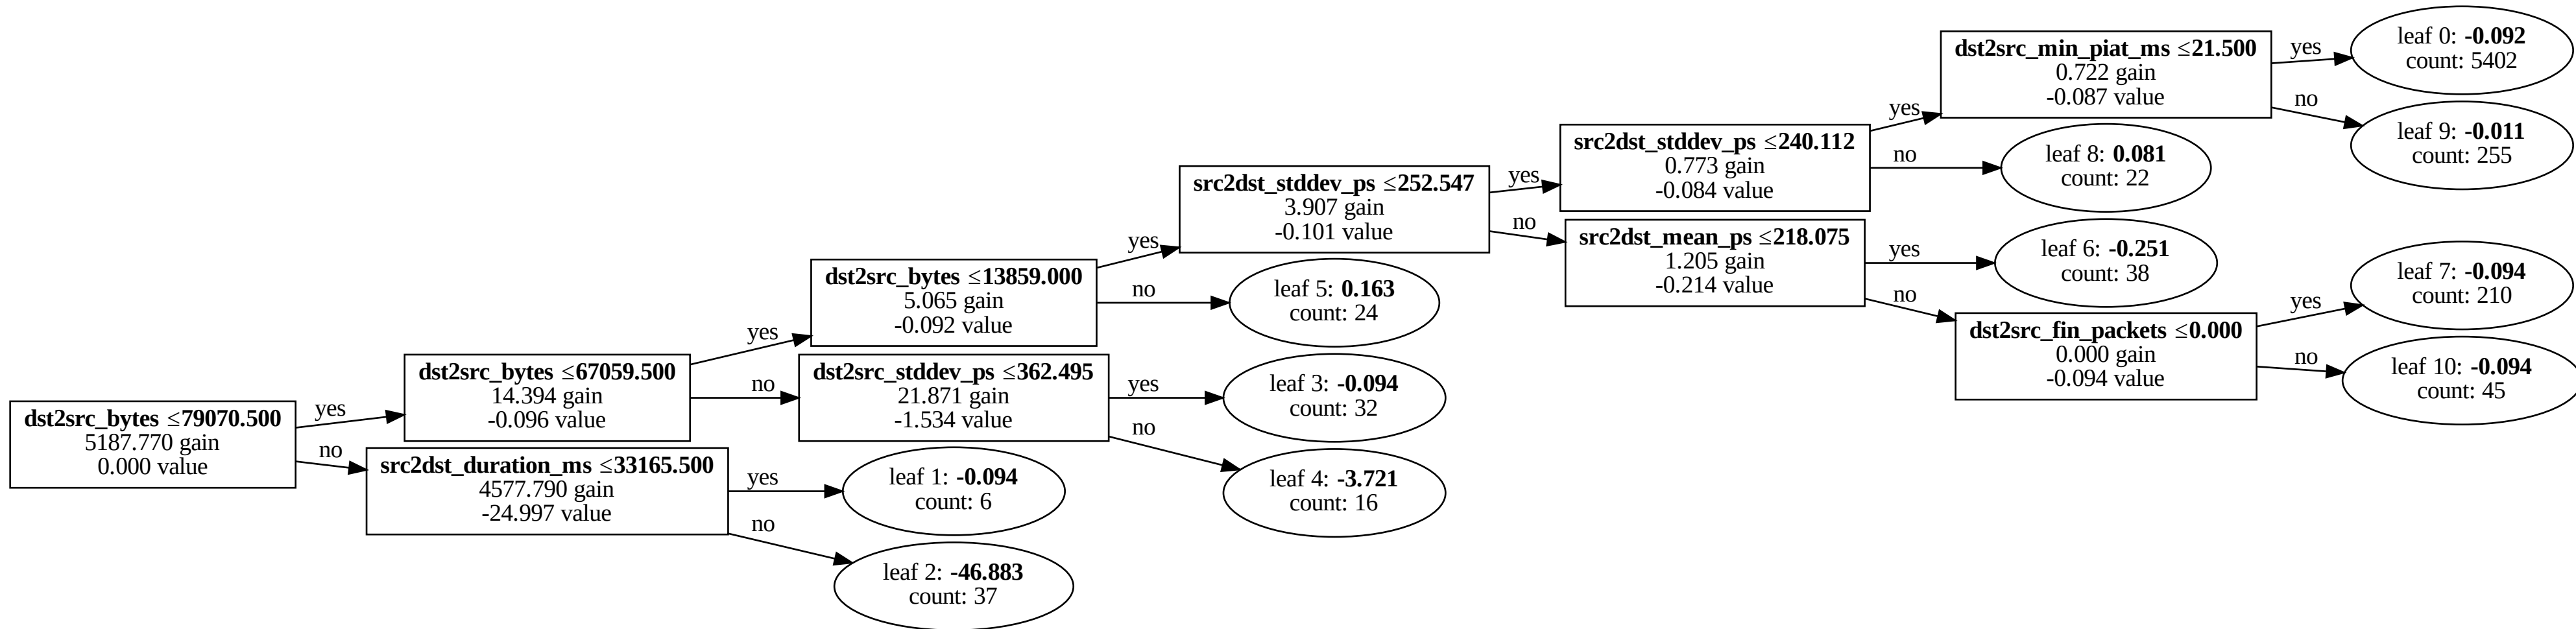 dst2src_bytes ≤79070.500
5187.770 gain
0.000 value
yes
no
dst2src_bytes ≤67059.500
14.394 gain
-0.096 value
src2dst_duration_ms ≤33165.500
4577.790 gain
-24.997 value
yes
no
yes
no
dst2src_bytes ≤13859.000
5.065 gain
-0.092 value
dst2src_stddev_ps ≤362.495
21.871 gain
-1.534 value
leaf 1: -0.094
count: 6
leaf 2: -46.883
count: 37
yes
no
yes
no
src2dst_stddev_ps ≤252.547
3.907 gain
-0.101 value
leaf 5: 0.163
count: 24
leaf 3: -0.094
count: 32
leaf 4: -3.721
count: 16
yes
no
src2dst_stddev_ps ≤240.112
0.773 gain
-0.084 value
src2dst_mean_ps ≤218.075
1.205 gain
-0.214 value
yes
no
yes
no
dst2src_min_piat_ms ≤21.500
0.722 gain
-0.087 value
leaf 8: 0.081
count: 22
leaf 6: -0.251
count: 38
dst2src_fin_packets ≤0.000
0.000 gain
-0.094 value
yes
no
yes
no
leaf 0: -0.092
count: 5402
leaf 9: -0.011
count: 255
leaf 7: -0.094
count: 210
leaf 10: -0.094
count: 45